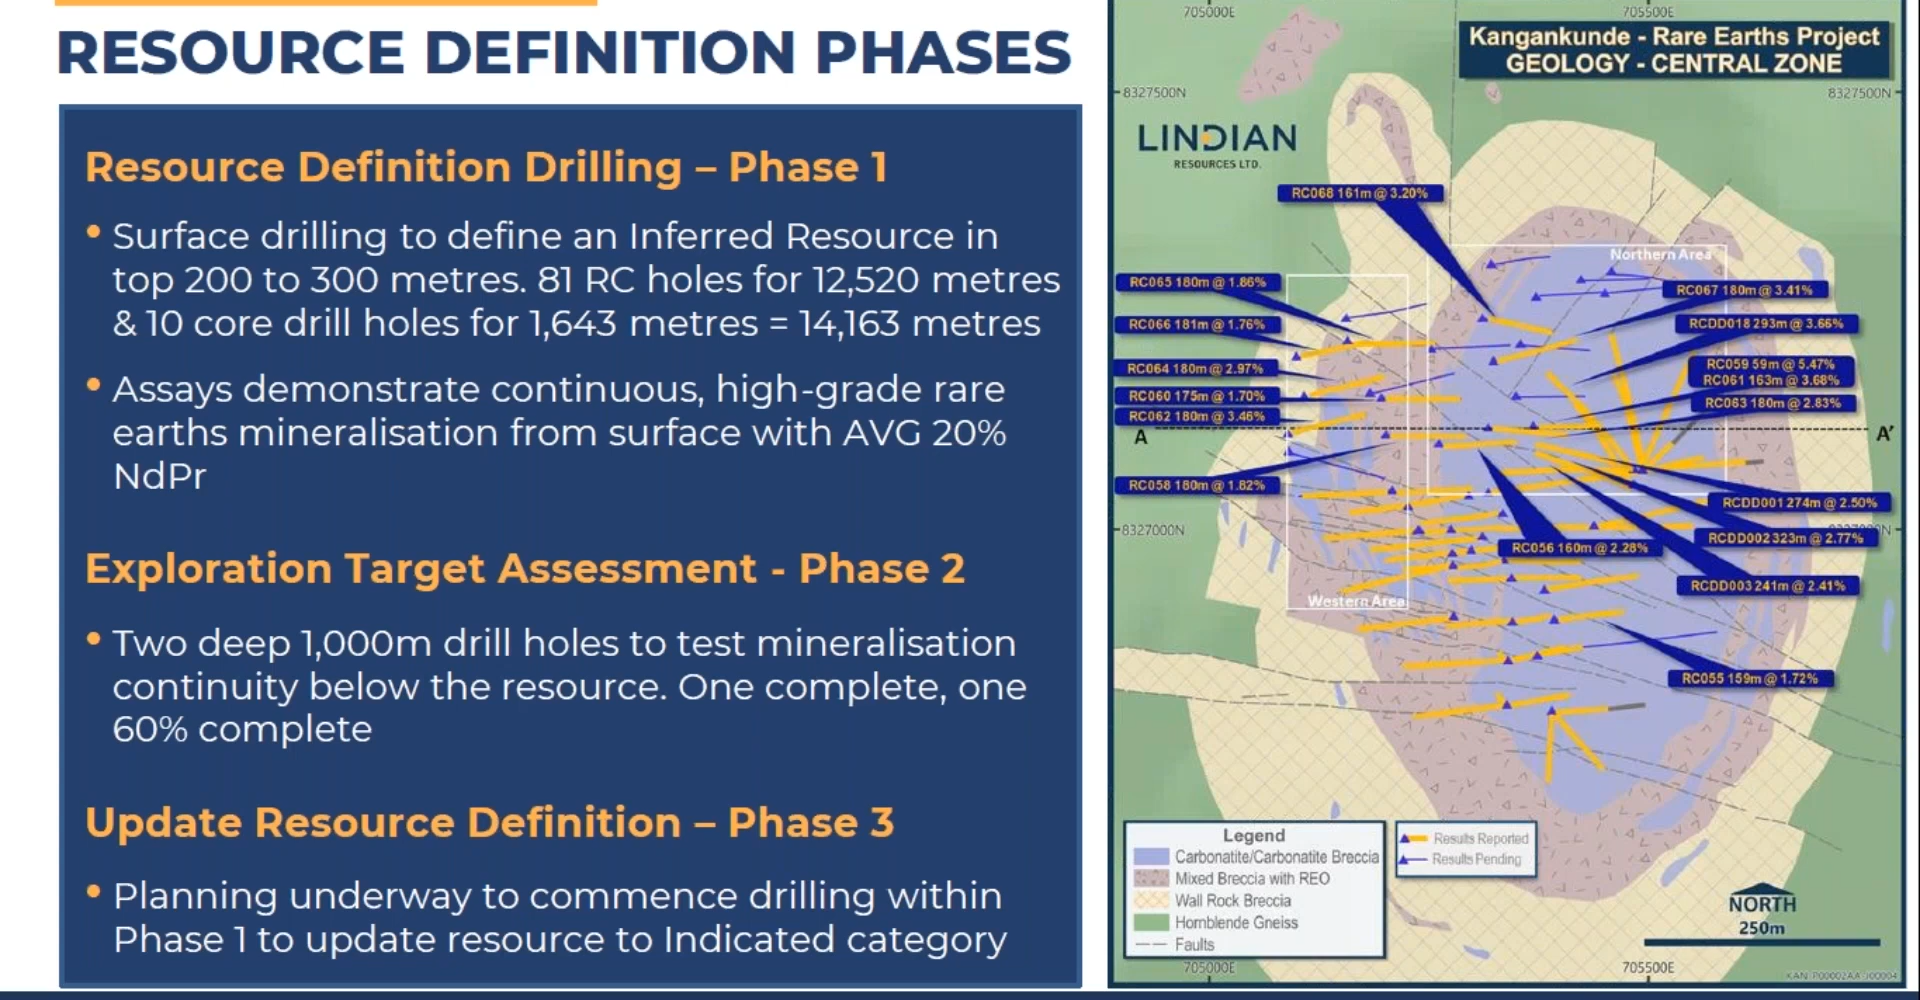 RESOURCE DEFINITION PHASES
Resource Definition Drilling – Phase 1
• Surface drilling to define an Inferred Resource in
top 200 to 300 metres. 81 RC holes for 12,520 metres
& 10 core drill holes for 1,643 metres = 14,163 metres
• Assays demonstrate continuous, high-grade rare
earths mineralisation from surface with AVG 20%
NdPr
Exploration Target Assessment - Phase 2
• Two deep 1,000m drill holes to test mineralisation
continuity below the resource. One complete, one
60% complete
Update Resource Definition – Phase 3
• Planning underway to commence drilling within
Phase 1 to update resource to Indicated category
705000E
705500E
Kangankunde - Rare Earths Project
GEOLOGY - CENTRAL ZONE
8327500N
8327500N
LINDIAN
RESOURCES LTD.
RC068 161m @ 3.20%
Northern Area
RC065 180m @ 1.86%
RC067 180m @ 3.41%
RC066 181m @ 1.76%
RCDD018 293m @ 3.66%
RC064 180m @ 2.97%
RC059 59m @ 5.47%
RC061 163m @ 3.68%
RC060 175m @ 1.70%
RC063 180m @ 2.83%
RC062 180m @ 3.46%
A
A'
RC058 180m @ 1.82%
RCDD001 274m @ 2.50%
8327000N
RCDD002 323m @ 2.77%
RC056 160m @ 2.28%
RCDD003 241m @ 2.41%
Western Area
RC055 159m @ 1.72%
Legend
Carbonatite/Carbonatite Breccia
Mixed Breccia with REO
Wall Rock Breccia
Hornblende Gneiss
Faults
Results Reported
Results Pending
NORTH
250m
705000E
705500E